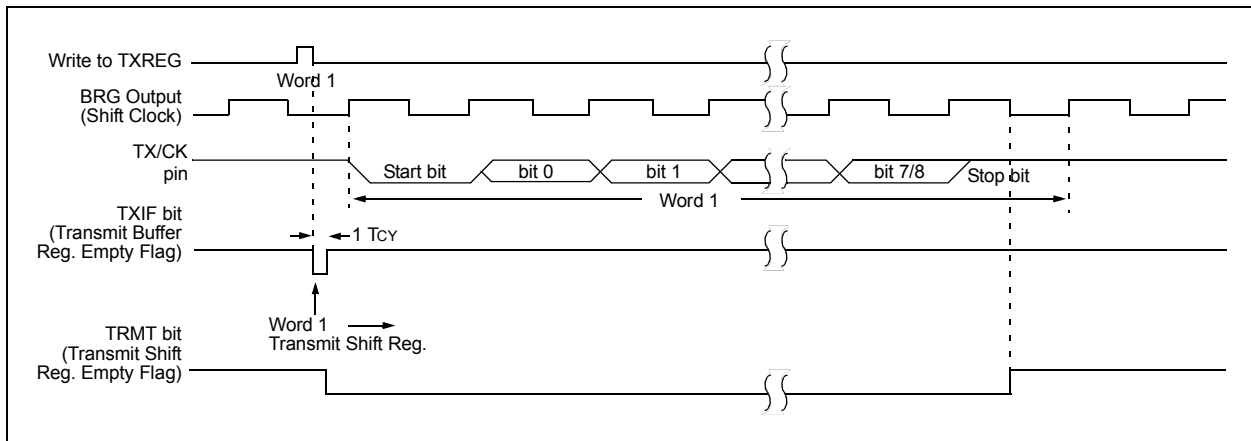 Write to TXREG
Word 1
BRG Output
(Shift Clock)
TX/CK
pin
Start bit
bit 0
bit 1
bit 7/8
Stop bit
Word 1
TXIF bit
(Transmit Buffer
Reg. Empty Flag)
1 TCY
Word 1
Transmit Shift Reg.
TRMT bit
(Transmit Shift
Reg. Empty Flag)